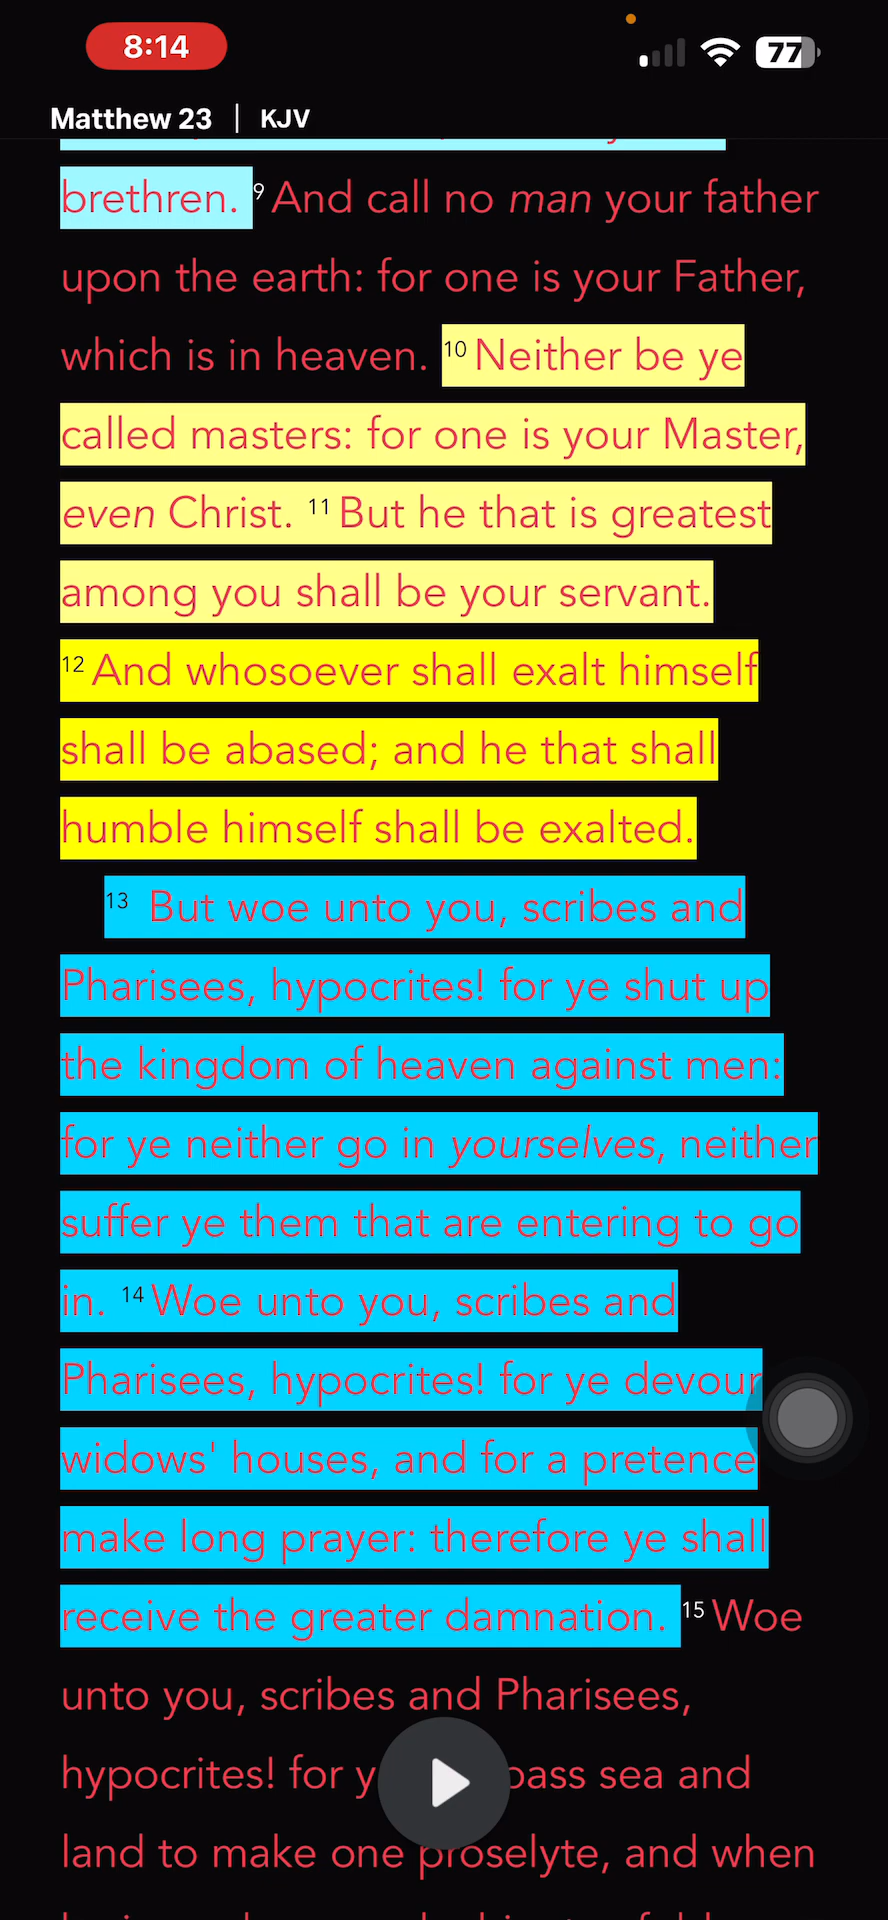 8:14
77
Matthew 23 | KJV
brethren. 9 And call no man your father
upon the earth: for one is your Father,
which is in heaven. 10 Neither be ye
called masters: for one is your Master,
even Christ. 11 But he that is greatest
among you shall be your servant.
12 And whosoever shall exalt himself
shall be abased; and he that shall
humble himself shall be exalted.
13 But woe unto you, scribes and
Pharisees, hypocrites! for ye shut up
the kingdom of heaven against men:
for ye neither go in yourselves, neither
suffer ye them that are entering to go
in. 14 Woe unto you, scribes and
Pharisees, hypocrites! for ye devour
widows' houses, and for a pretence
make long prayer: therefore ye shall
receive the greater damnation. 15 Woe
unto you, scribes and Pharisees,
hypocrites! for y pass sea and
land to make one proselyte, and when